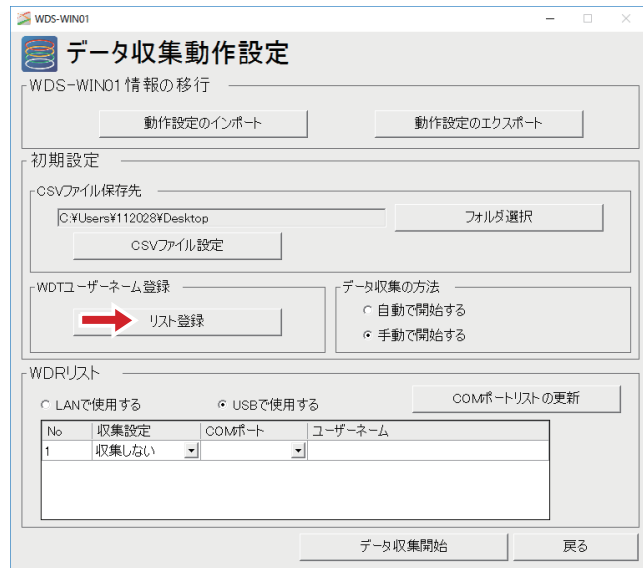 WDS-WIN01
データ収集動作設定
WDS-WIN01情報の移行
動作設定のインポート 動作設定のエクスポート
初期設定
CSVファイル保存先
C:¥Users¥112028¥Desktop フォルダ選択
CSVファイル設定
WDTユーザーネーム登録 データ収集の方法
自動で開始する
リスト登録
手動で開始する
WDRリスト
LANで使用する USBで使用する COMポートリストの更新
No 収集設定 COMポート ユーザーネーム
1 収集しない
データ収集開始 戻る